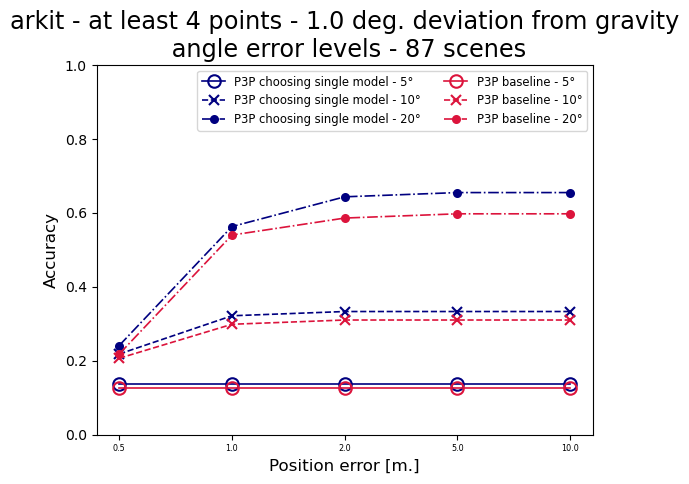 arkit - at least 4 points - 1.0 deg. deviation from gravity
angle error levels - 87 scenes
P3P choosing single model - 5°
P3P choosing single model - 10°
P3P choosing single model - 20°
P3P baseline - 5°
P3P baseline - 10°
P3P baseline - 20°
Accuracy
1.0
0.8
0.6
0.4
0.2
0.0
0.5 1.0 2.0 5.0 10.0
Position error [m.]